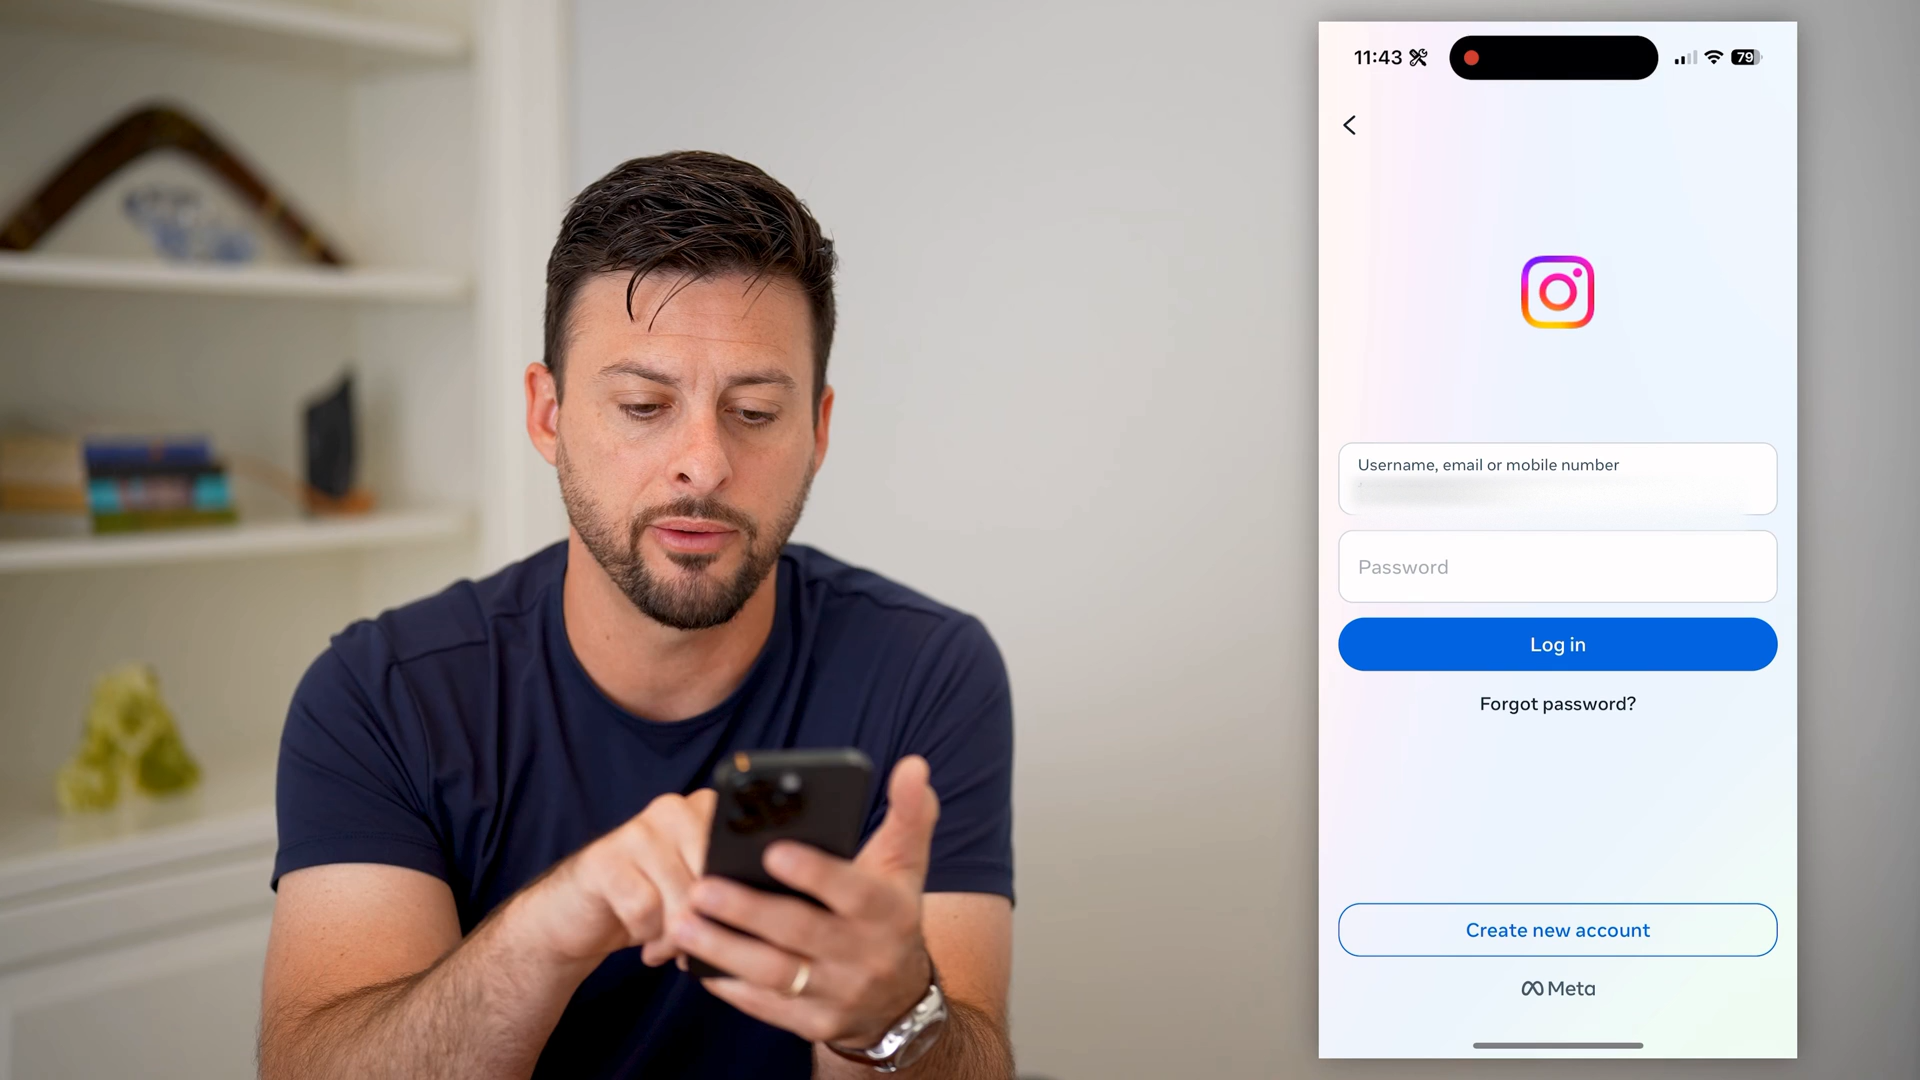 11:43
79
Username, email or mobile number
Password
Log in
Forgot password?
Create new account
Meta